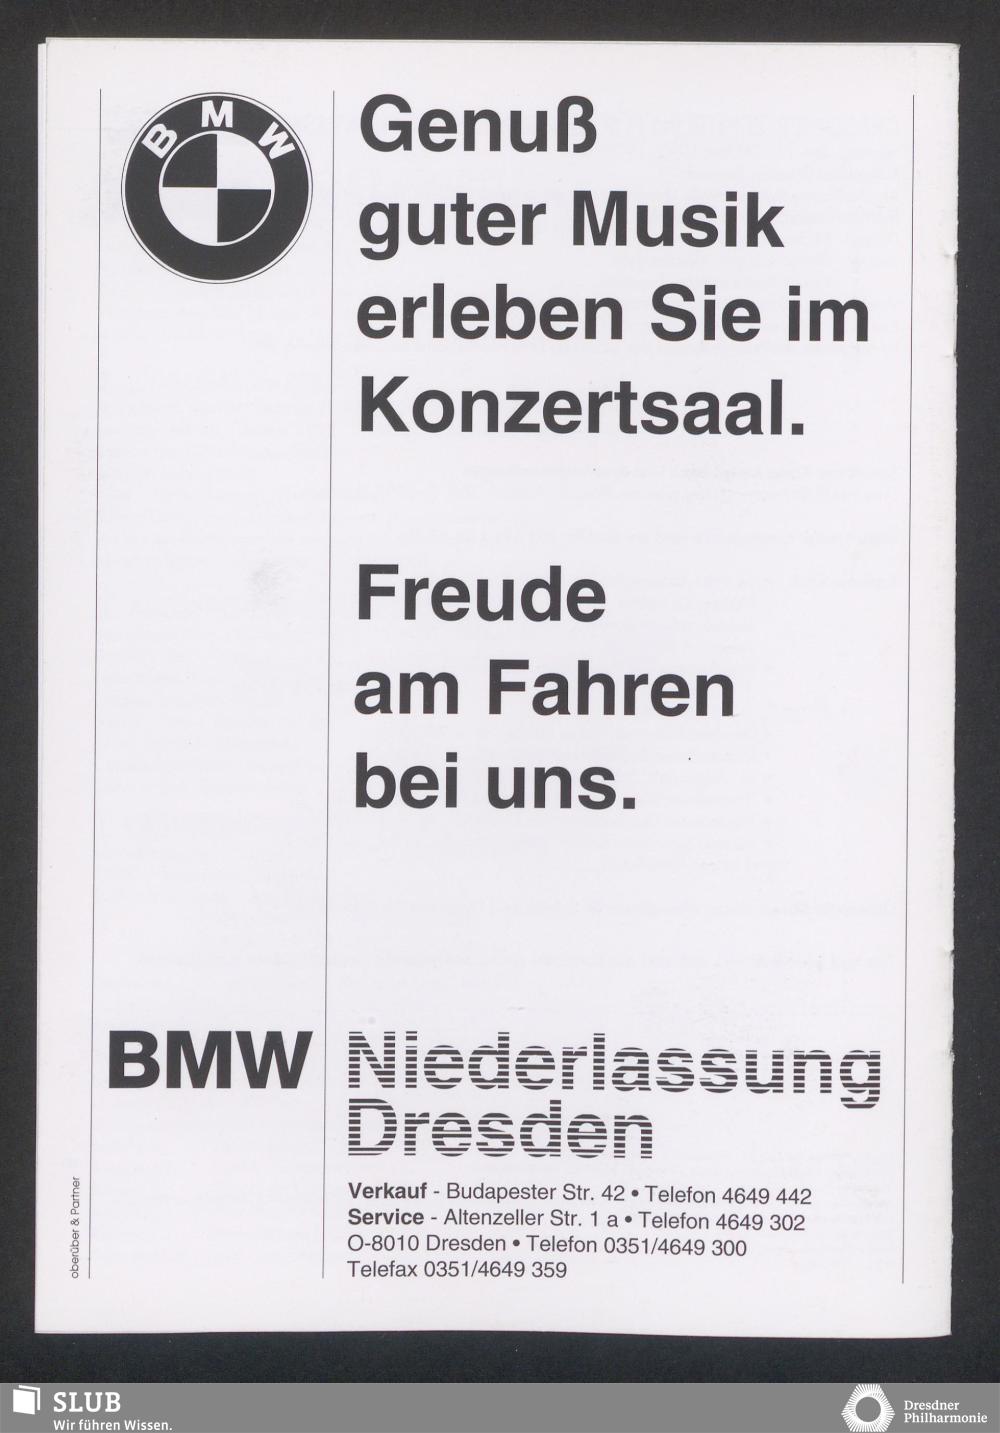 BMW
Genuß
guter Musik
erleben Sie im
Konzertsaal.
Freude
am Fahren
bei uns.
BMW Niederlassung
Dresden
Verkauf - Budapester Str. 42 • Telefon 4649 442
Service - Altenzeller Str. 1 a • Telefon 4649 302
O-8010 Dresden • Telefon 0351/4649 300
Telefax 0351/4649 359
oberüber & Partner
SLUB
Wir führen Wissen.
Dresdner
Philharmonie